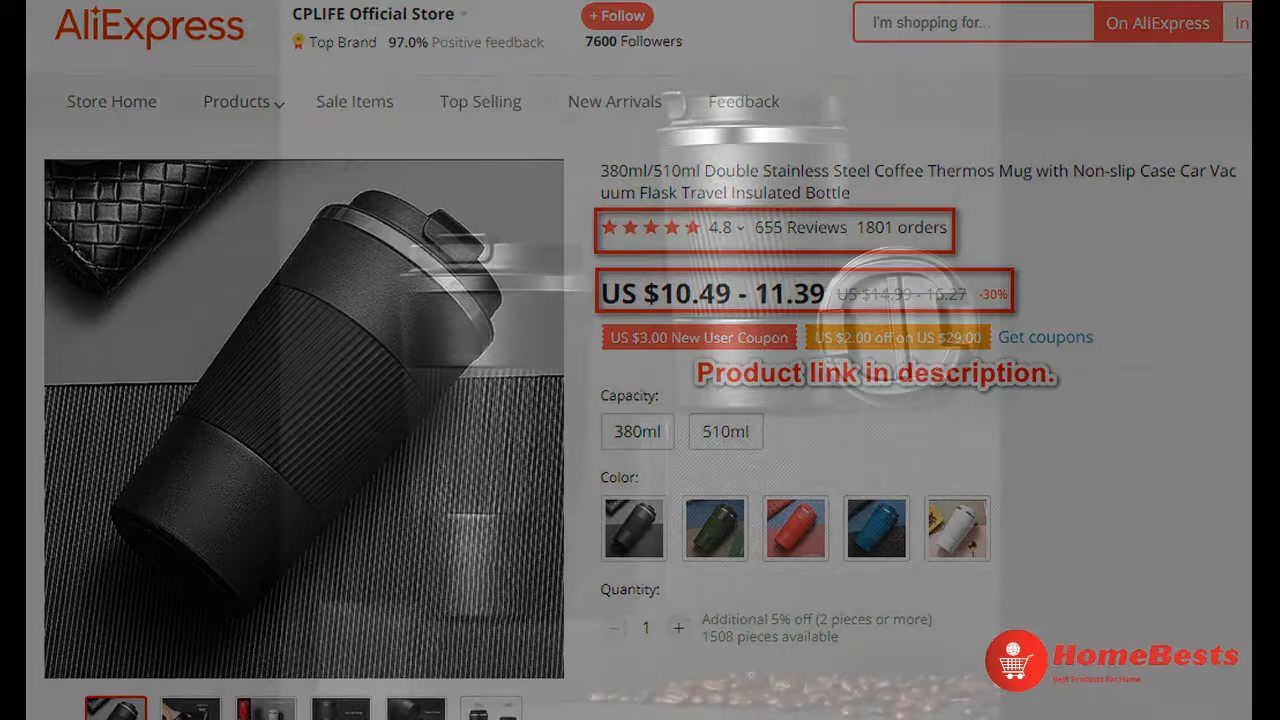 AliExpress
CPLIFE Official Store
Top Brand 97.0% Positive feedback
+ Follow
7600 Followers
I'm shopping for...
On AliExpress
In
Store Home
Products
Sale Items
Top Selling
New Arrivals
Feedback
380ml/510ml Double Stainless Steel Coffee Thermos Mug with Non-slip Case Car Vac
uum Flask Travel Insulated Bottle
4.8 655 Reviews 1801 orders
US $10.49 - 11.39 US $14.99 - 16.27 -30%
US $3.00 New User Coupon
US $2.00 off on US $29.00
Get coupons
Product link in description.
Capacity:
380ml
510ml
Color:
Quantity:
1
Additional 5% off (2 pieces or more)
1508 pieces available
HomeBests
Best Products for Home